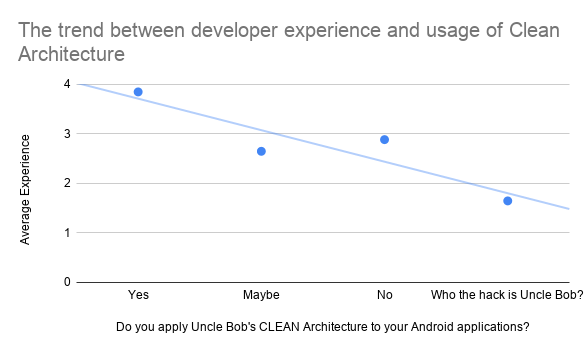 The trend between developer experience and usage of Clean
Architecture
4
3
2
1
0
Average Experience
Yes
Maybe
No
Who the hack is Uncle Bob?
Do you apply Uncle Bob's CLEAN Architecture to your Android applications?